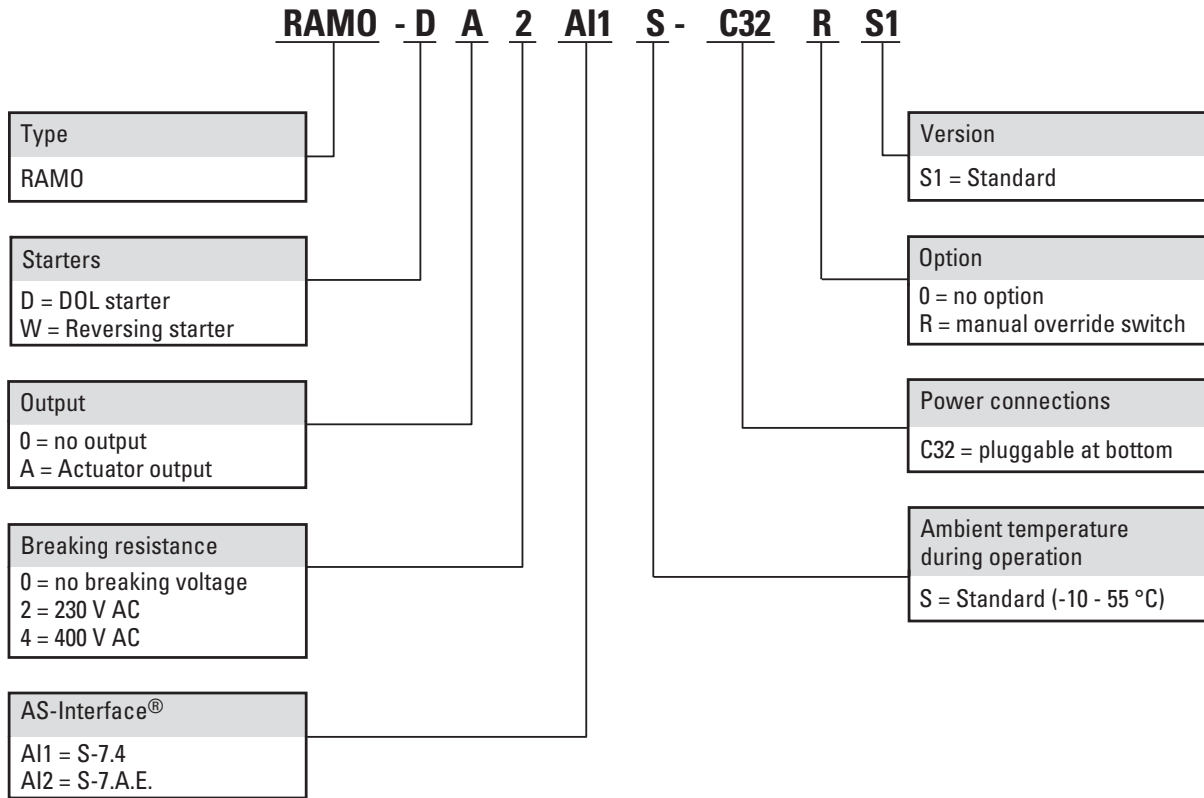 RAMO - D A 2 AI1 S - C32 R S1
Type
RAMO
Starters
D = DOL starter
W = Reversing starter
Output
0 = no output
A = Actuator output
Breaking resistance
0 = no breaking voltage
2 = 230 V AC
4 = 400 V AC
AS-Interface®
AI1 = S-7.4
AI2 = S-7.A.E.
Version
S1 = Standard
Option
0 = no option
R = manual override switch
Power connections
C32 = pluggable at bottom
Ambient temperature
during operation
S = Standard (-10 - 55 °C)